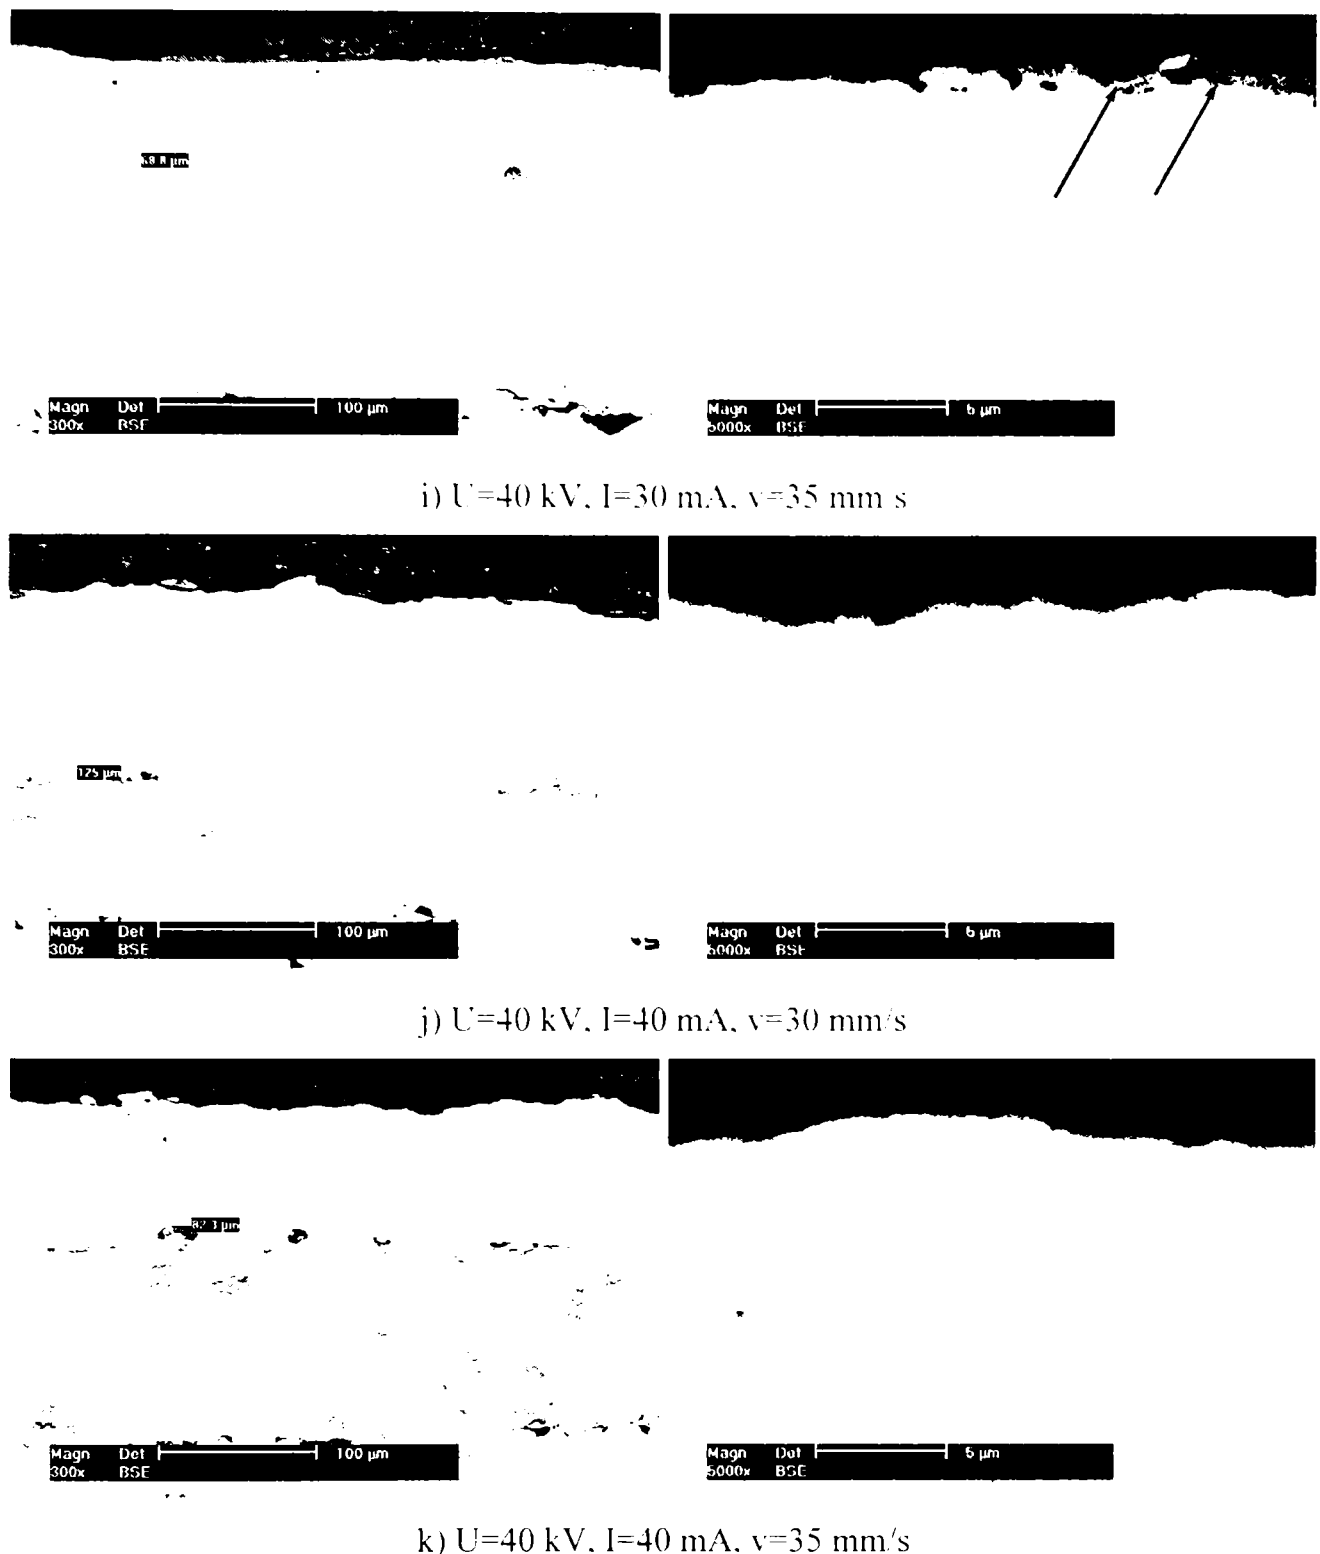 68.8 µm
Magn Det 100 µm
300x BSE
Magn Det 6 µm
5000x BSE
i) U=40 kV, I=30 mA, v=35 mm s
125 µm
Magn Det 100 µm
300x BSE
Magn Det 6 µm
5000x BSE
j) U=40 kV, I=40 mA, v=30 mm/s
82.3 µm
Magn Det 100 µm
300x BSE
Magn Det 5 µm
5000x BSE
k) U=40 kV, I=40 mA, v=35 mm/s